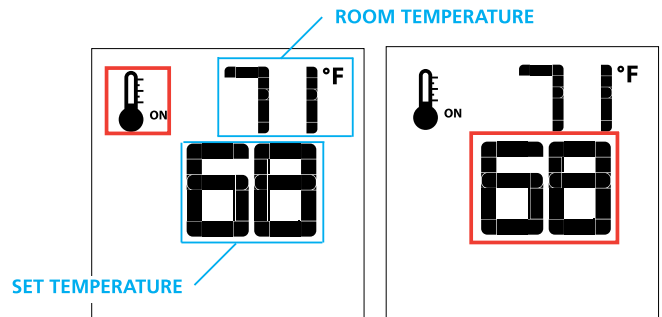 ROOM TEMPERATURE
71°F
ON
68
SET TEMPERATURE
71°F
ON
68